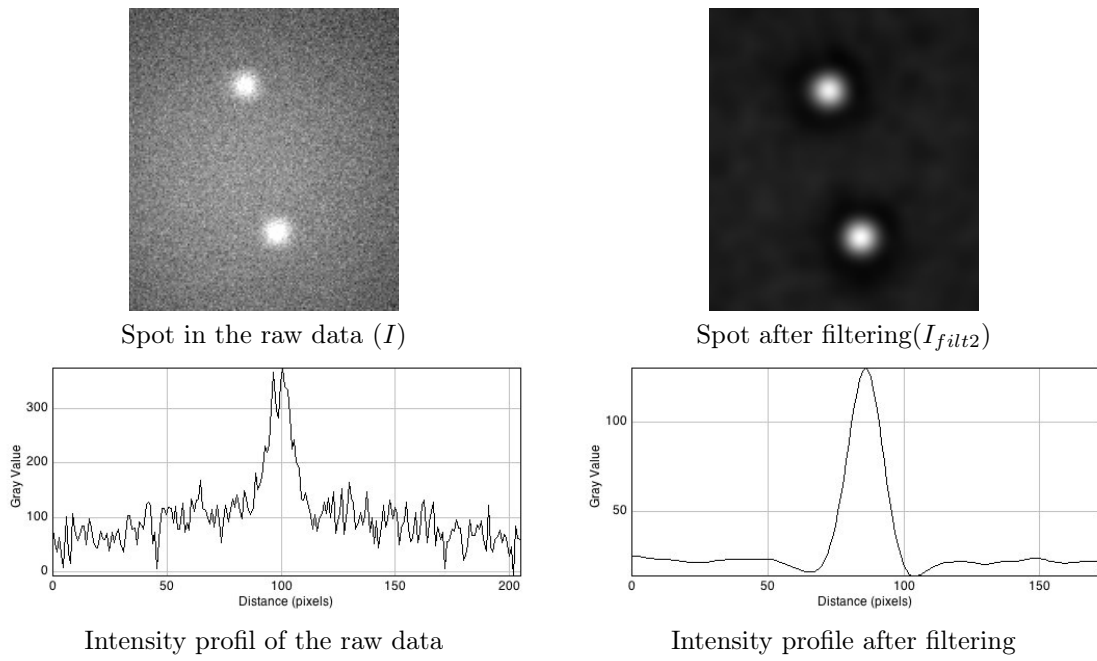 Spot in the raw data (I)
Spot after filtering(I_{filt2})
300
200
100
0
Gray Value
0 50 100 150 200
Distance (pixels)
Intensity profil of the raw data
100
50
Gray Value
0 50 100 150
Distance (pixels)
Intensity profile after filtering